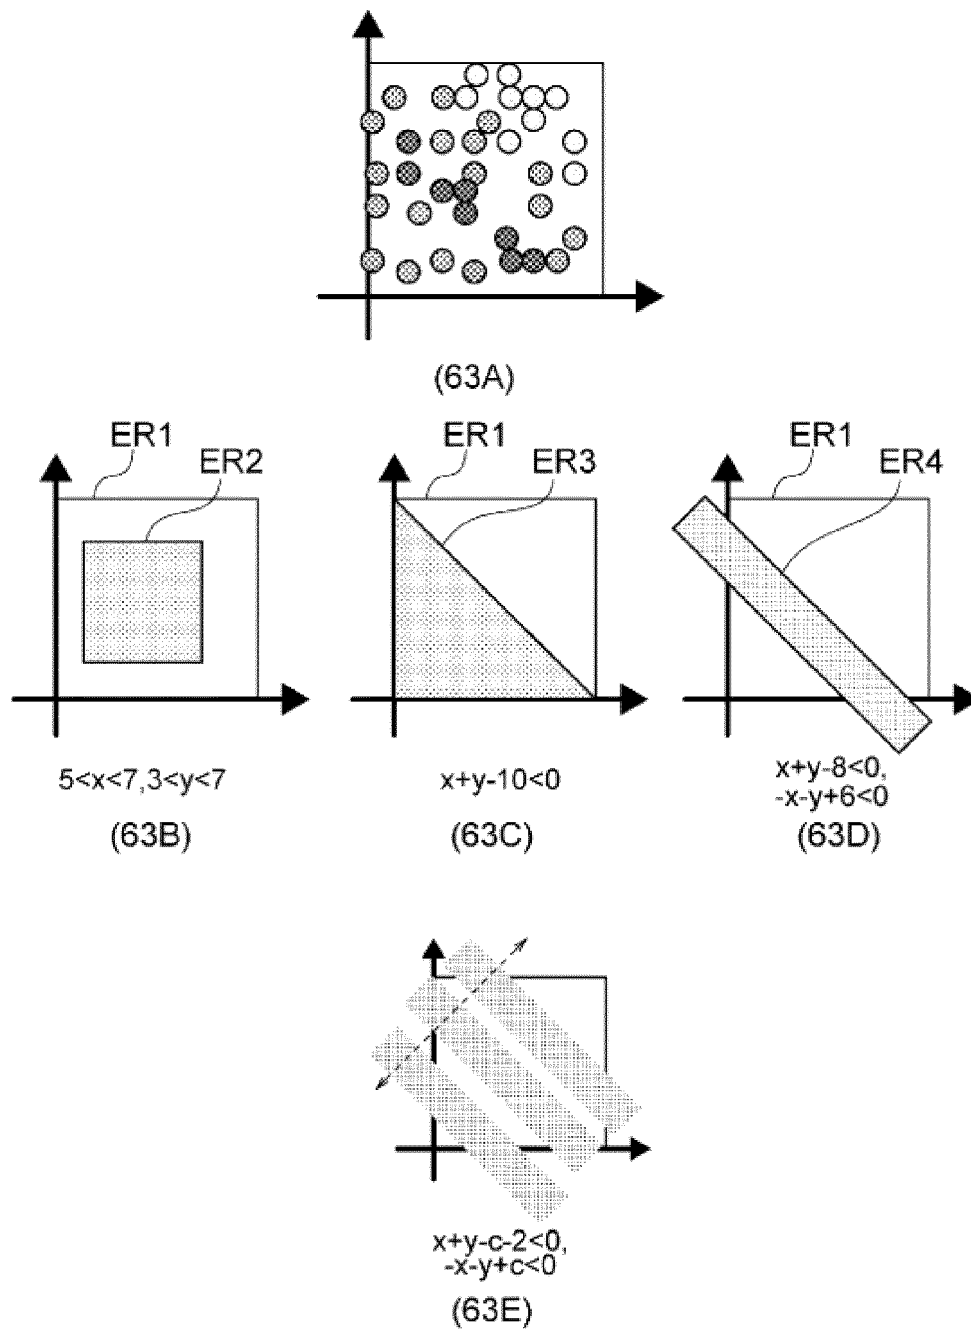 (63A)
ER1
ER2
5<x<7,3<y<7
(63B)
ER1
ER3
x+y-10<0
(63C)
ER1
ER4
x+y-8<0,
-x-y+6<0
(63D)
x+y-c-2<0,
-x-y+c<0
(63E)